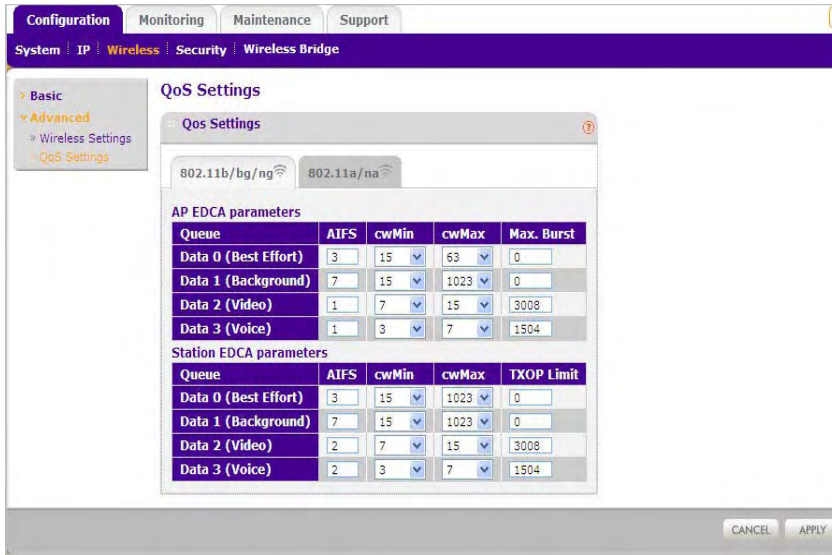 Configuration Monitoring Maintenance Support
System IP Wireless Security Wireless Bridge
Basic
Advanced
Wireless Settings
QoS Settings
QoS Settings
Qos Settings ?
802.11b/bg/ng 802.11a/na
AP EDCA parameters
Queue AIFS cwMin cwMax Max. Burst
Data 0 (Best Effort) 3 15 63 0
Data 1 (Background) 7 15 1023 0
Data 2 (Video) 1 7 15 3008
Data 3 (Voice) 1 3 7 1504
Station EDCA parameters
Queue AIFS cwMin cwMax TXOP Limit
Data 0 (Best Effort) 3 15 1023 0
Data 1 (Background) 7 15 1023 0
Data 2 (Video) 2 7 15 3008
Data 3 (Voice) 2 3 7 1504
CANCEL APPLY